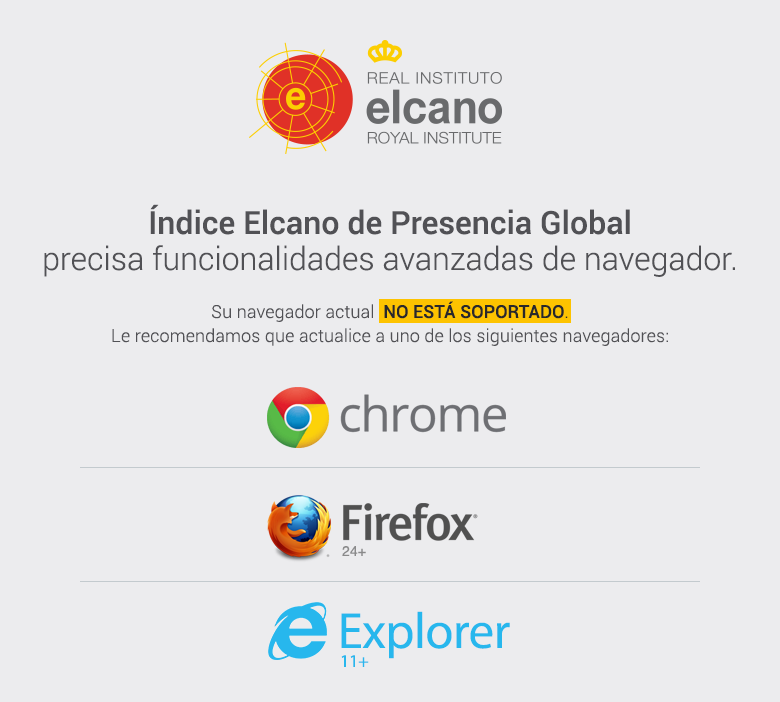 e
REAL INSTITUTO
elcano
ROYAL INSTITUTE
Índice Elcano de Presencia Global
precisa funcionalidades avanzadas de navegador.
Su navegador actual NO ESTÁ SOPORTADO.
Le recomendamos que actualice a uno de los siguientes navegadores:
chrome
Firefox®
24+
Explorer
11+